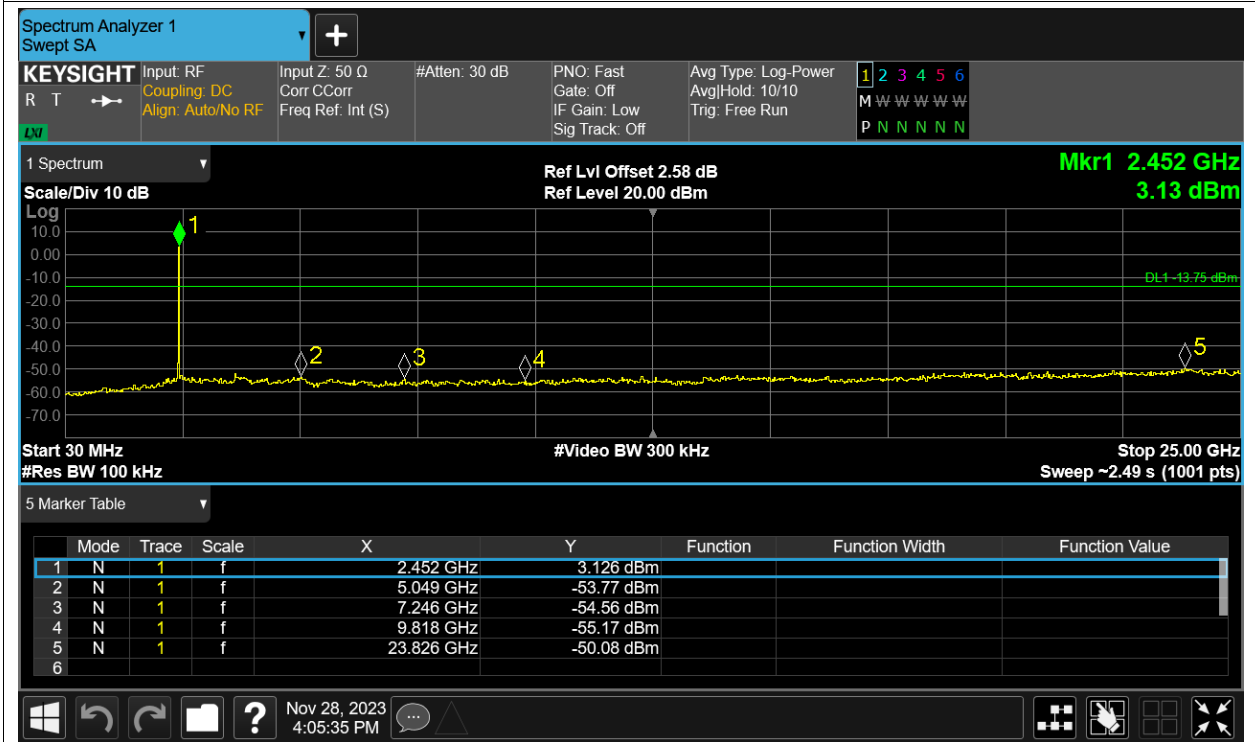 Spectrum Analyzer 1
Swept SA
+
KEYSIGHT
R T
LXI
Input: RF
Coupling: DC
Align: Auto/No RF
Input Z: 50 Ω
Corr CCorr
Freq Ref: Int (S)
#Atten: 30 dB
PNO: Fast
Gate: Off
IF Gain: Low
Sig Track: Off
Avg Type: Log-Power
Avg|Hold: 10/10
Trig: Free Run
1 2 3 4 5 6
M W W W W W
P N N N N N
1 Spectrum
Scale/Div 10 dB
Ref Lvl Offset 2.58 dB
Ref Level 20.00 dBm
Mkr1 2.452 GHz
3.13 dBm
Log
10.0
0.00
-10.0
-20.0
-30.0
-40.0
-50.0
-60.0
-70.0
1
2
3
4
5
DL1 -13.75 dBm
Start 30 MHz
#Res BW 100 kHz
#Video BW 300 kHz
Stop 25.00 GHz
Sweep ~2.49 s (1001 pts)
5 Marker Table
Mode Trace Scale X Y Function Function Width Function Value
1 N 1 f 2.452 GHz 3.126 dBm
2 N 1 f 5.049 GHz -53.77 dBm
3 N 1 f 7.246 GHz -54.56 dBm
4 N 1 f 9.818 GHz -55.17 dBm
5 N 1 f 23.826 GHz -50.08 dBm
6
?
Nov 28, 2023
4:05:35 PM